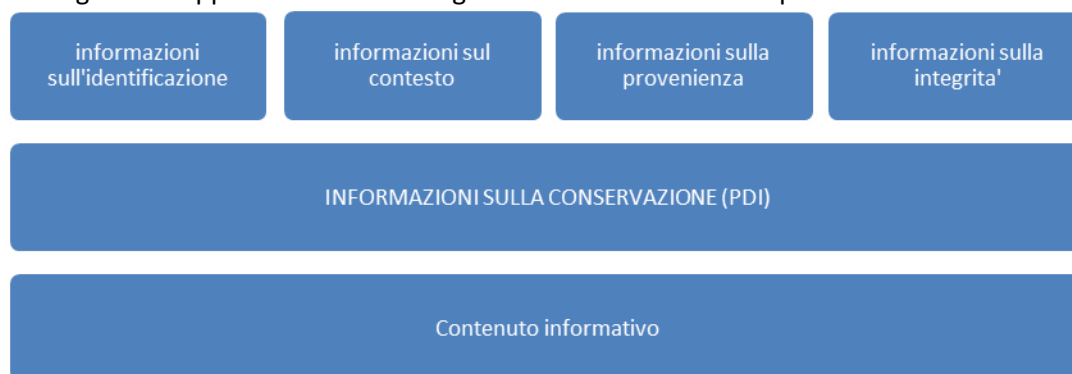 informazioni
sull'identificazione
informazioni sul
contesto
informazioni sulla
provenienza
informazioni sulla
integrita'
INFORMAZIONI SULLA CONSERVAZIONE (PDI)
Contenuto informativo